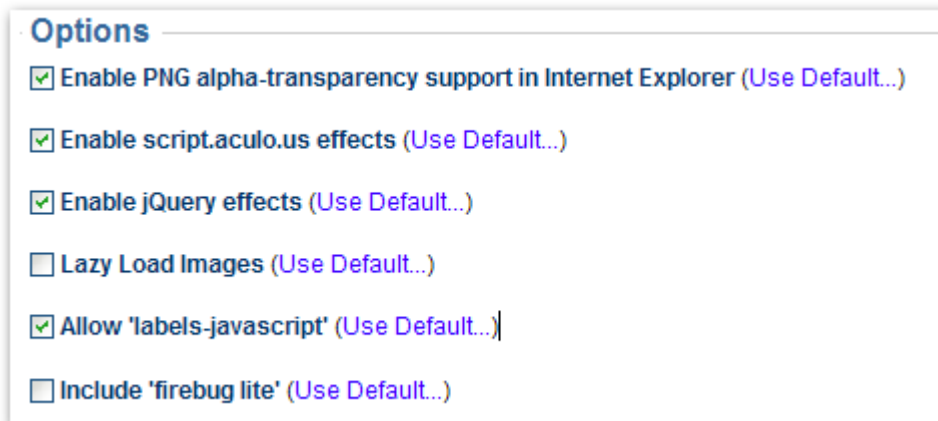 Options
Enable PNG alpha-transparency support in Internet Explorer (Use Default...)
Enable script.aculo.us effects (Use Default...)
Enable jQuery effects (Use Default...)
Lazy Load Images (Use Default...)
Allow 'labels-javascript' (Use Default...)
Include 'firebug lite' (Use Default...)